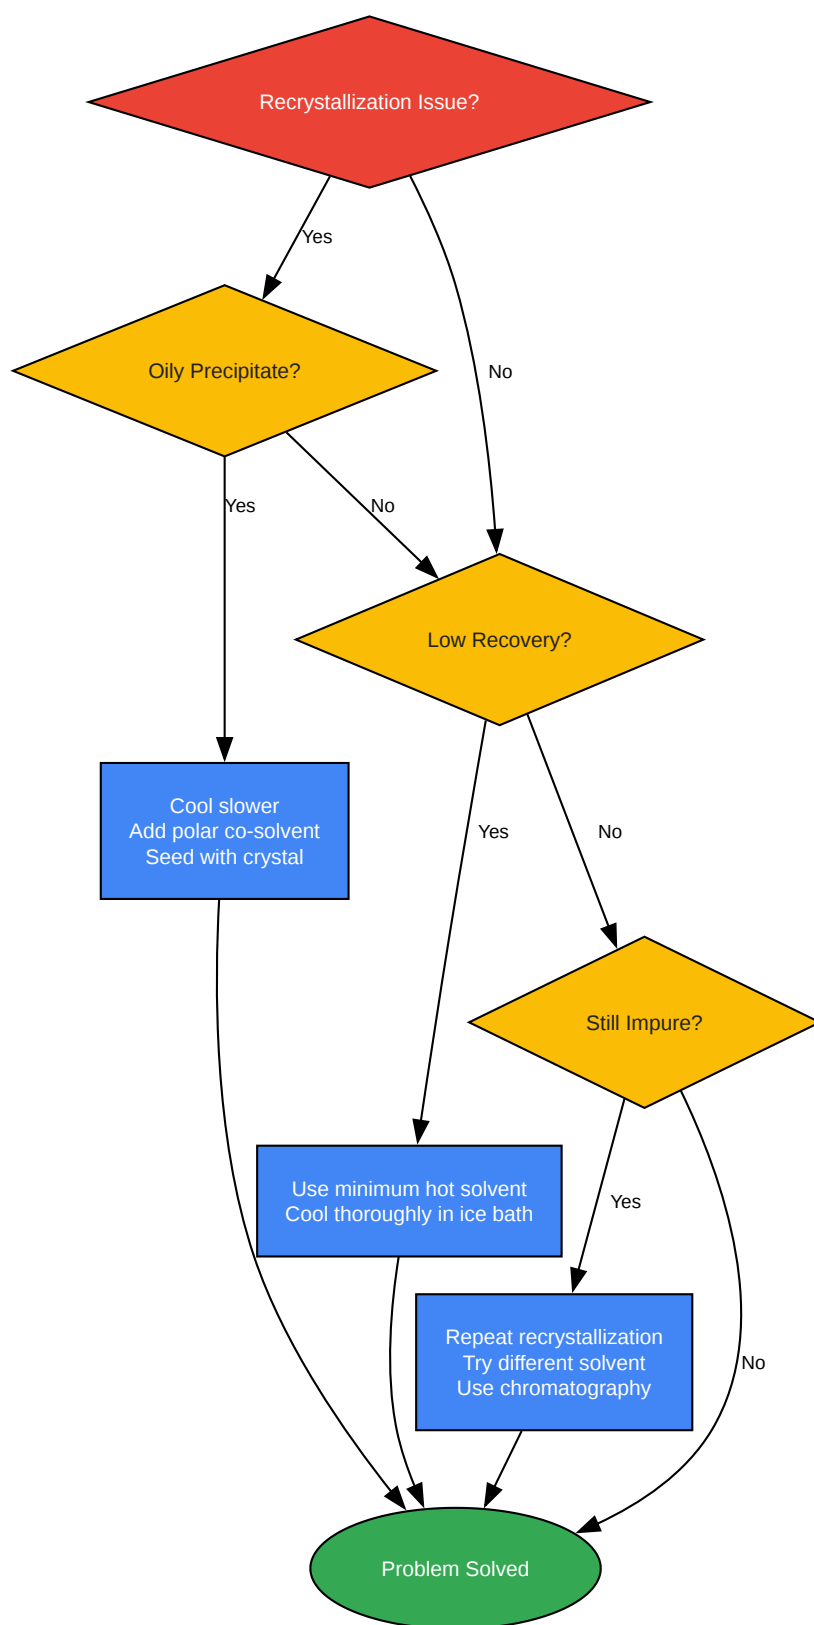 Recrystallization Issue?
Yes
Oily Precipitate?
No
Yes
No
Low Recovery?
Cool slower
Add polar co-solvent
Seed with crystal
Yes
No
Still Impure?
Use minimum hot solvent
Cool thoroughly in ice bath
Yes
Repeat recrystallization
Try different solvent
Use chromatography
No
Problem Solved